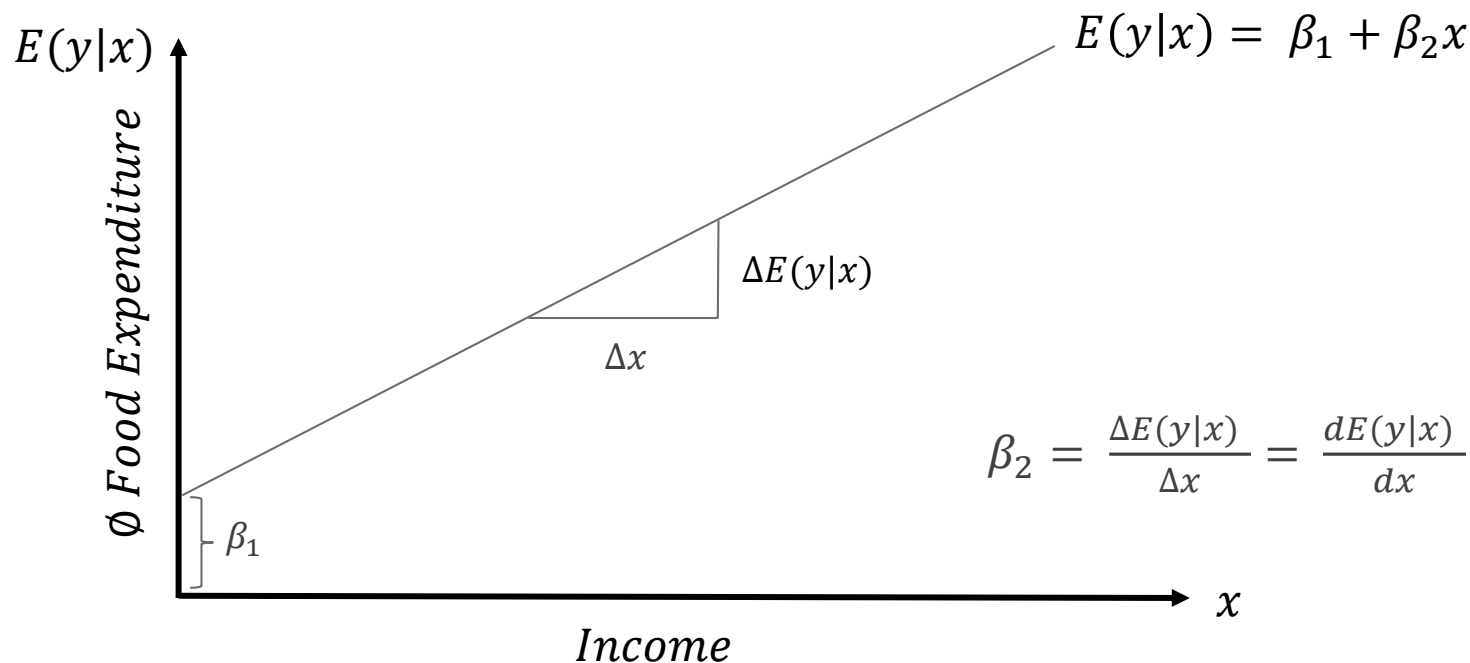 E(y|x)
E(y|x) = β₁ + β₂x
∅ Food Expenditure
ΔE(y|x)
Δx
β₂ = ΔE(y|x)/Δx = dE(y|x)/dx
β₁
x
Income